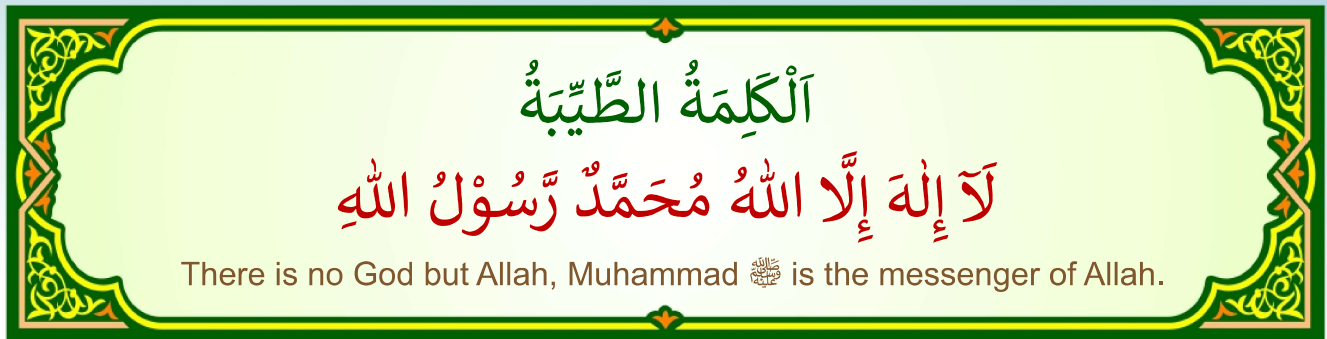 اَلْكَلِمَةُ الطَّيِّبَةُ
لَآ إِلٰهَ إِلَّا اللّٰهُ مُحَمَّدٌ رَّسُوْلُ اللّٰهِ
There is no God but Allah, Muhammad ﷺ is the messenger of Allah.